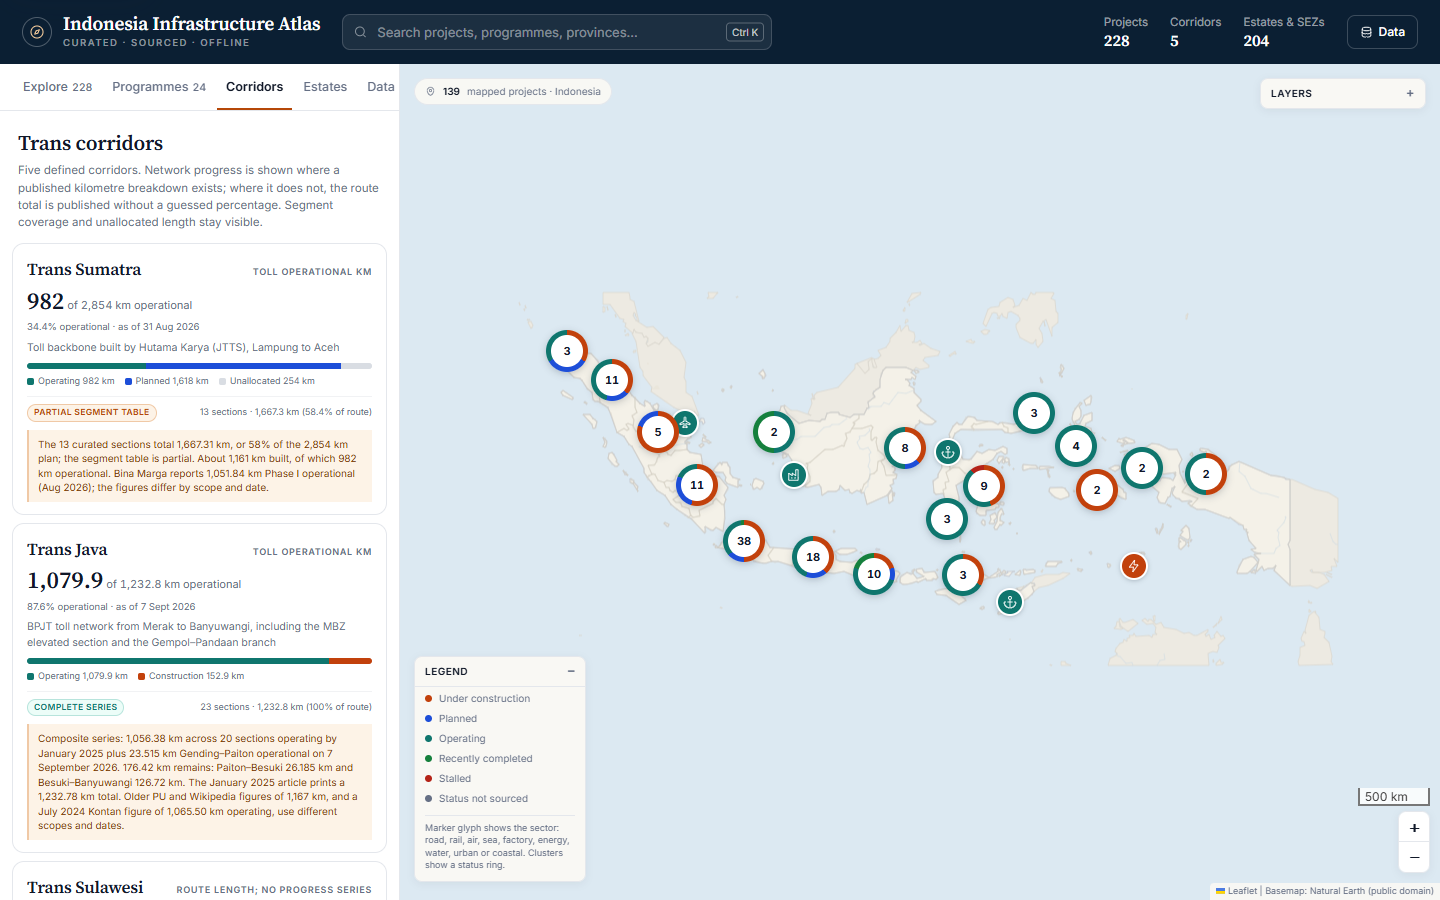 Indonesia Infrastructure Atlas
CURATED · SOURCED · OFFLINE
Search projects, programmes, provinces...
Ctrl K
Projects
228
Corridors
5
Estates & SEZs
204
Data
Explore 228
Programmes 24
Corridors
Estates
Data
Trans corridors
Five defined corridors. Network progress is shown where a
published kilometre breakdown exists; where it does not, the route
total is published without a guessed percentage. Segment
coverage and unallocated length stay visible.
Trans Sumatra
TOLL OPERATIONAL KM
982 of 2,854 km operational
34.4% operational · as of 31 Aug 2026
Toll backbone built by Hutama Karya (JTTS), Lampung to Aceh
Operating 982 km
Planned 1,618 km
Unallocated 254 km
PARTIAL SEGMENT TABLE
13 sections · 1,667.3 km (58.4% of route)
The 13 curated sections total 1,667.31 km, or 58% of the 2,854 km
plan; the segment table is partial. About 1,161 km built, of which 982
km operational. Bina Marga reports 1,051.84 km Phase I operational
(Aug 2026); the figures differ by scope and date.
Trans Java
TOLL OPERATIONAL KM
1,079.9 of 1,232.8 km operational
87.6% operational · as of 7 Sept 2026
BPJT toll network from Merak to Banyuwangi, including the MBZ
elevated section and the Gempol–Pandaan branch
Operating 1,079.9 km
Construction 152.9 km
COMPLETE SERIES
23 sections · 1,232.8 km (100% of route)
Composite series: 1,056.38 km across 20 sections operating by
January 2025 plus 23.515 km Gending–Paiton operational on 7
September 2026. 176.42 km remains: Paiton–Besuki 26.185 km and
Besuki–Banyuwangi 126.72 km. The January 2025 article prints a
1,232.78 km total. Older PU and Wikipedia figures of 1,167 km, and a
July 2024 Kontan figure of 1,065.50 km operating, use different
scopes and dates.
Trans Sulawesi
ROUTE LENGTH; NO PROGRESS SERIES
139 mapped projects · Indonesia
LAYERS
+
3
11
5
2
11
38
18
10
8
3
9
3
3
4
2
2
2
LEGEND
−
Under construction
Planned
Operating
Recently completed
Stalled
Status not sourced
Marker glyph shows the sector:
road, rail, air, sea, factory, energy,
water, urban or coastal. Clusters
show a status ring.
500 km
+
−
Leaflet | Basemap: Natural Earth (public domain)